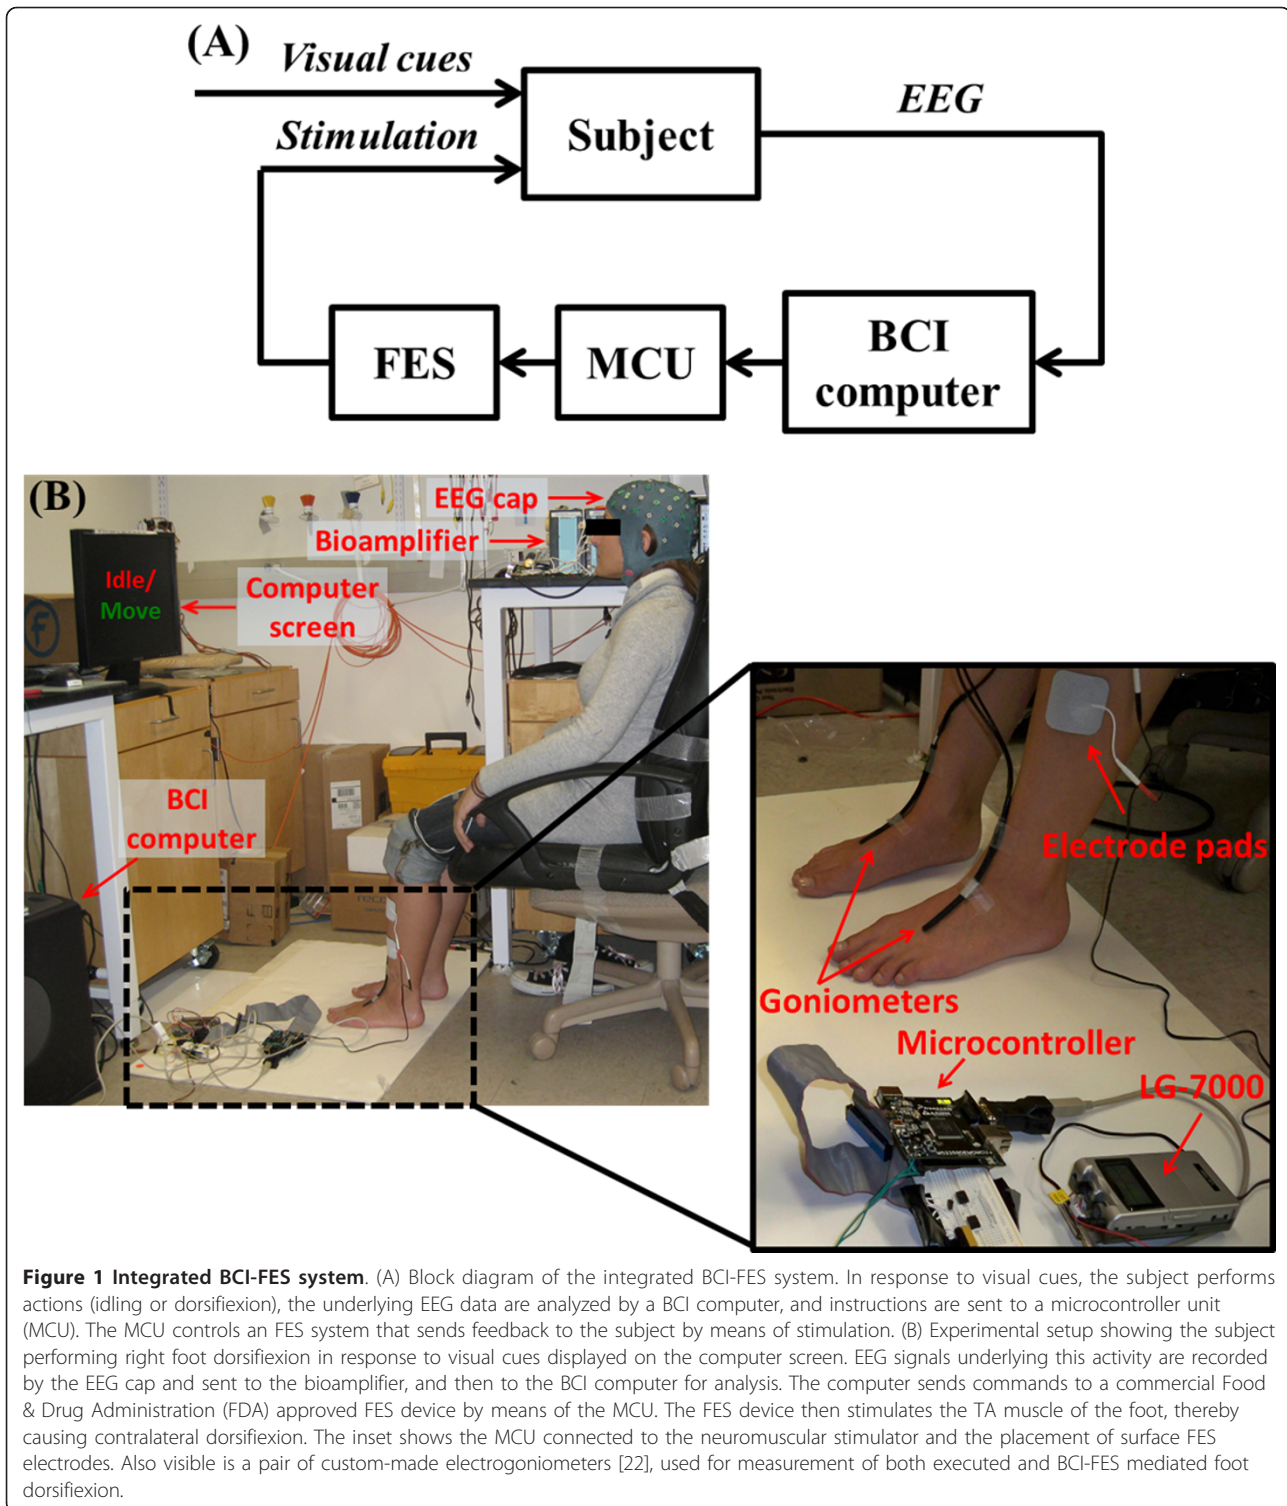 (A)
Visual cues
Stimulation
Subject
EEG
FES
MCU
BCI
computer
(B)
EEG cap
Bioamplifier
Idle/
Move
Computer
screen
BCI
computer
Electrode pads
Goniometers
Microcontroller
LG-7000
Figure 1 Integrated BCI-FES system. (A) Block diagram of the integrated BCI-FES system. In response to visual cues, the subject performs
actions (idling or dorsifiexion), the underlying EEG data are analyzed by a BCI computer, and instructions are sent to a microcontroller unit
(MCU). The MCU controls an FES system that sends feedback to the subject by means of stimulation. (B) Experimental setup showing the subject
performing right foot dorsifiexion in response to visual cues displayed on the computer screen. EEG signals underlying this activity are recorded
by the EEG cap and sent to the bioamplifier, and then to the BCI computer for analysis. The computer sends commands to a commercial Food
& Drug Administration (FDA) approved FES device by means of the MCU. The FES device then stimulates the TA muscle of the foot, thereby
causing contralateral dorsifiexion. The inset shows the MCU connected to the neuromuscular stimulator and the placement of surface FES
electrodes. Also visible is a pair of custom-made electrogoniometers [22], used for measurement of both executed and BCI-FES mediated foot
dorsifiexion.